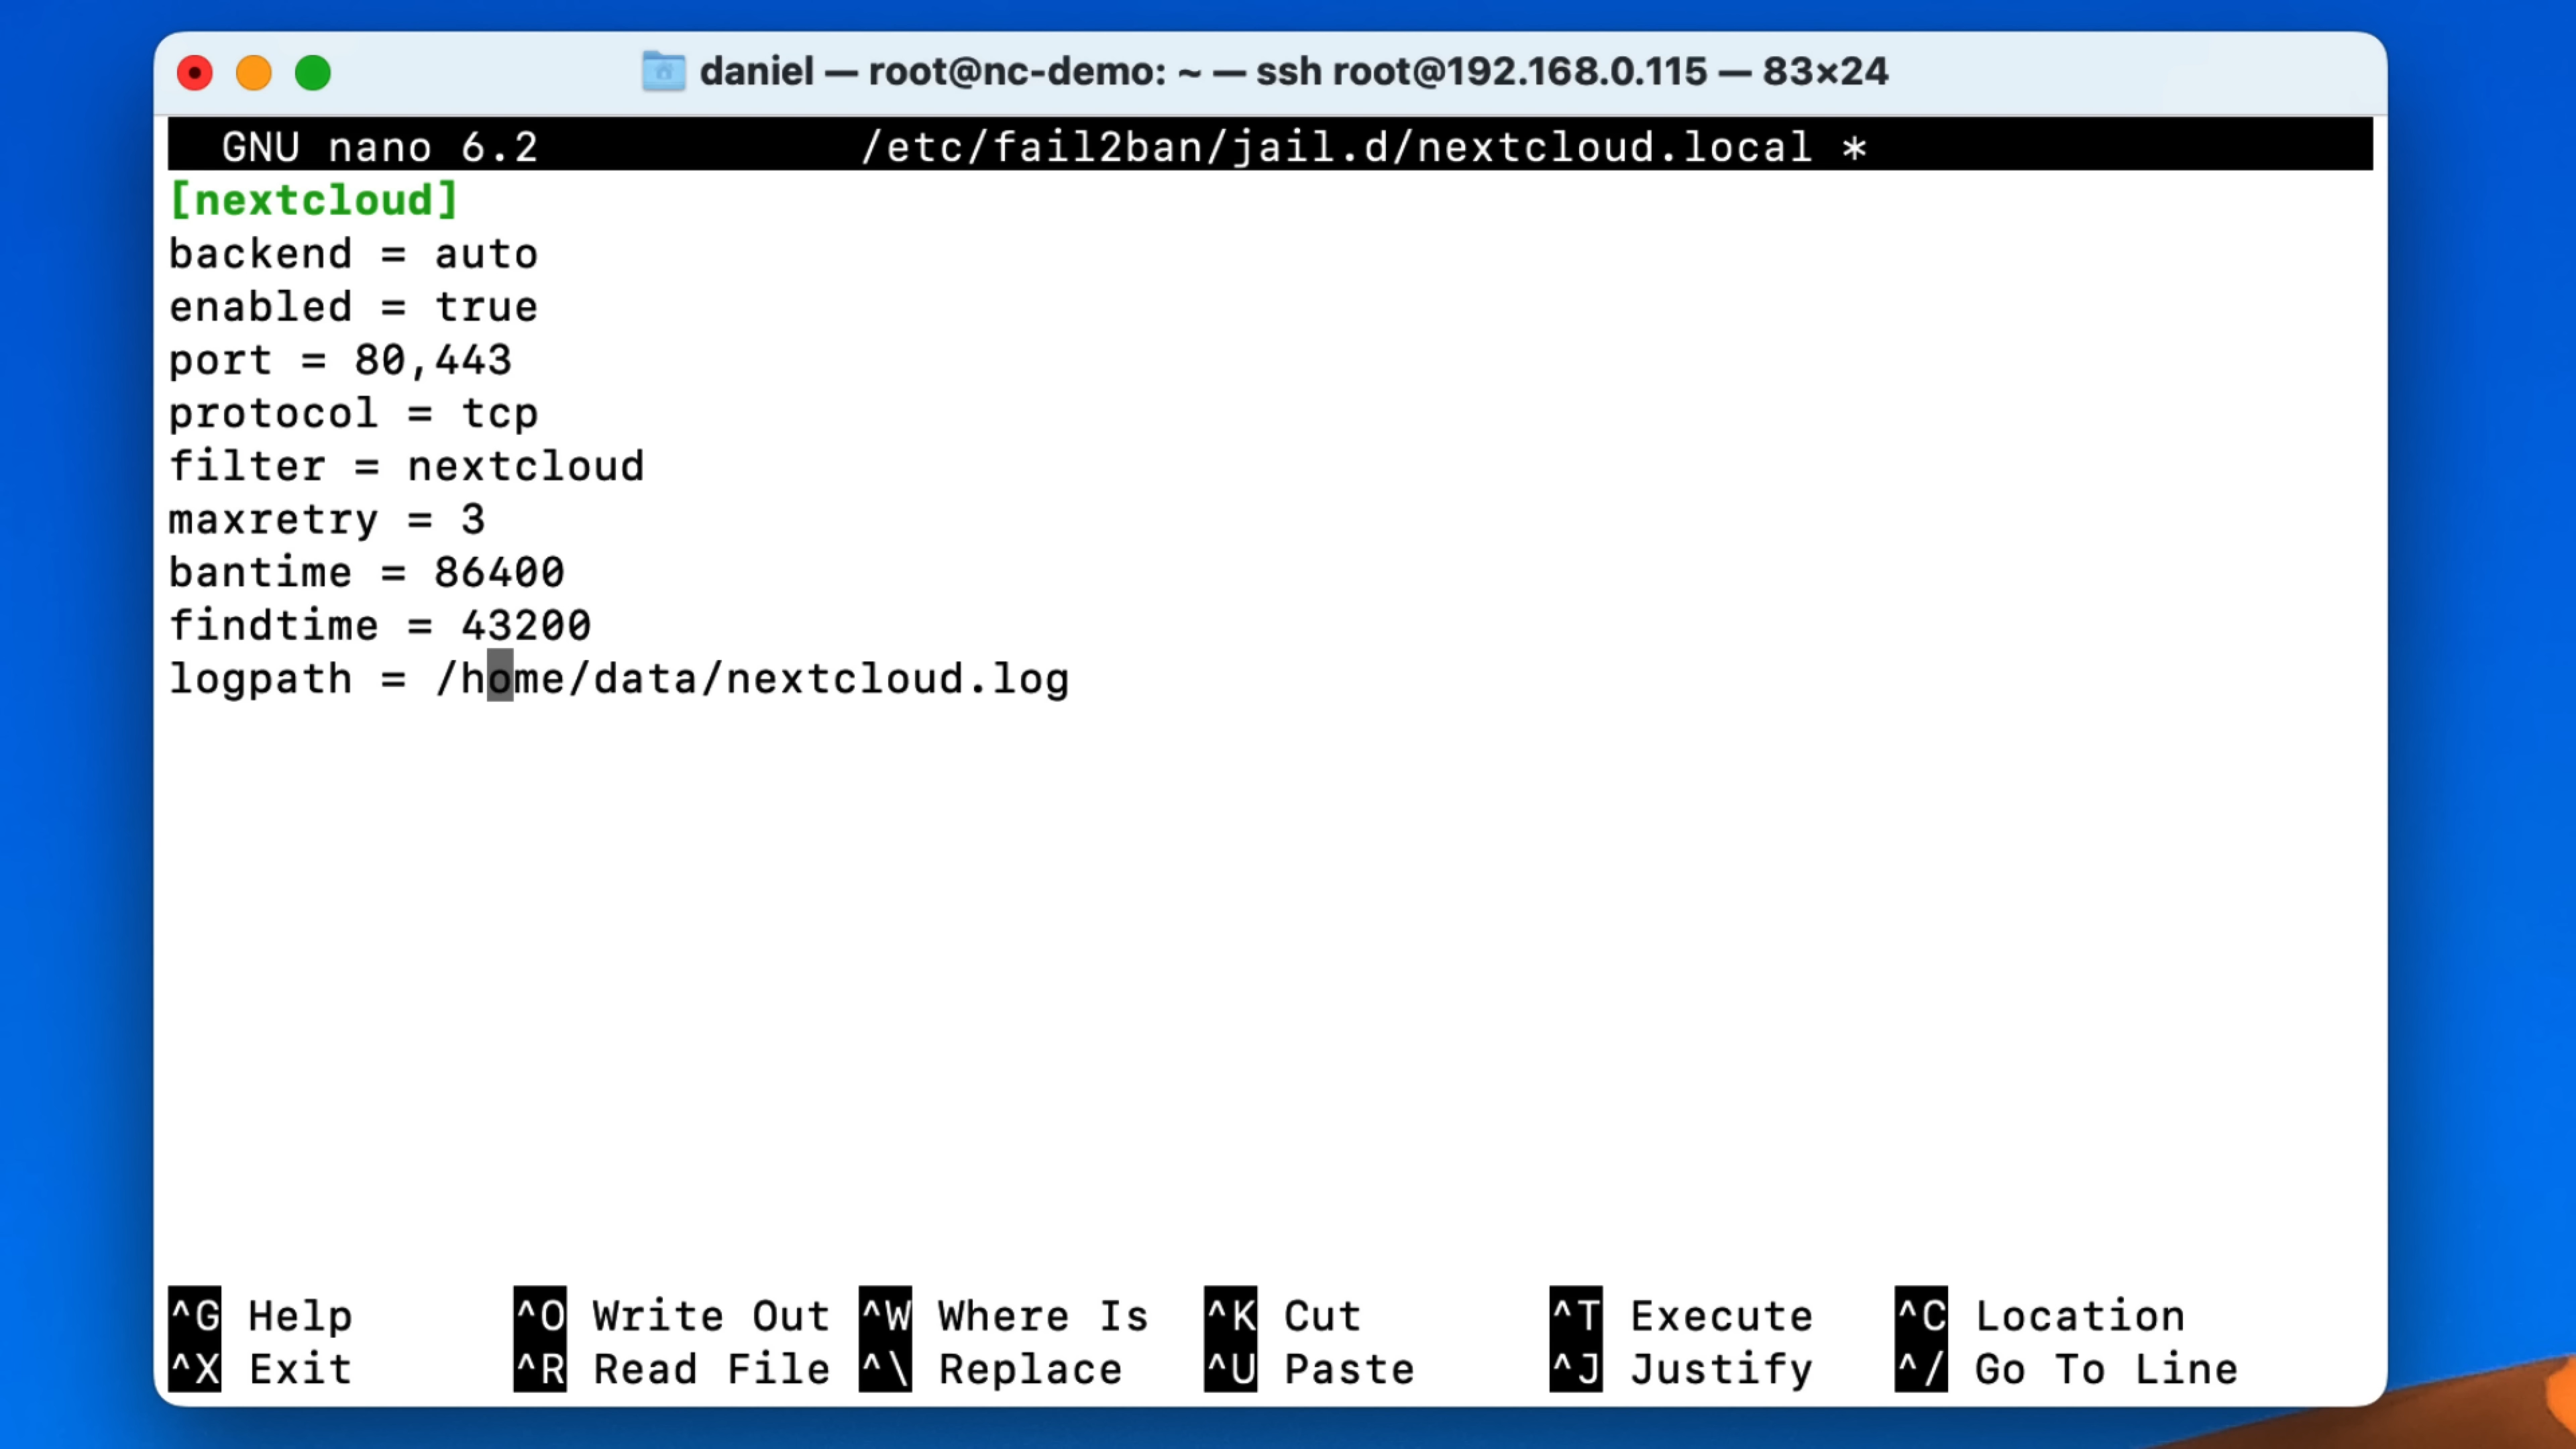 daniel — root@nc-demo: ~ — ssh root@192.168.0.115 — 83×24
GNU nano 6.2 /etc/fail2ban/jail.d/nextcloud.local *
[nextcloud]
backend = auto
enabled = true
port = 80,443
protocol = tcp
filter = nextcloud
maxretry = 3
bantime = 86400
findtime = 43200
logpath = /home/data/nextcloud.log
^G Help ^O Write Out ^W Where Is ^K Cut ^T Execute ^C Location
^X Exit ^R Read File ^\ Replace ^U Paste ^J Justify ^/ Go To Line